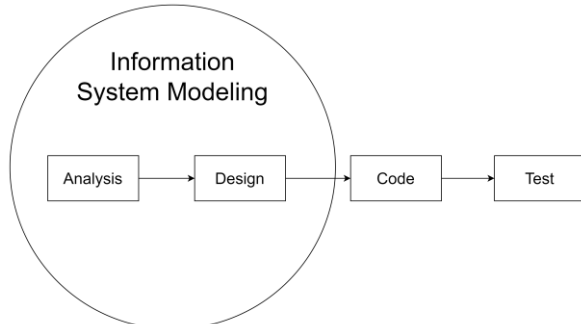 Information
System Modeling
Analysis
Design
Code
Test